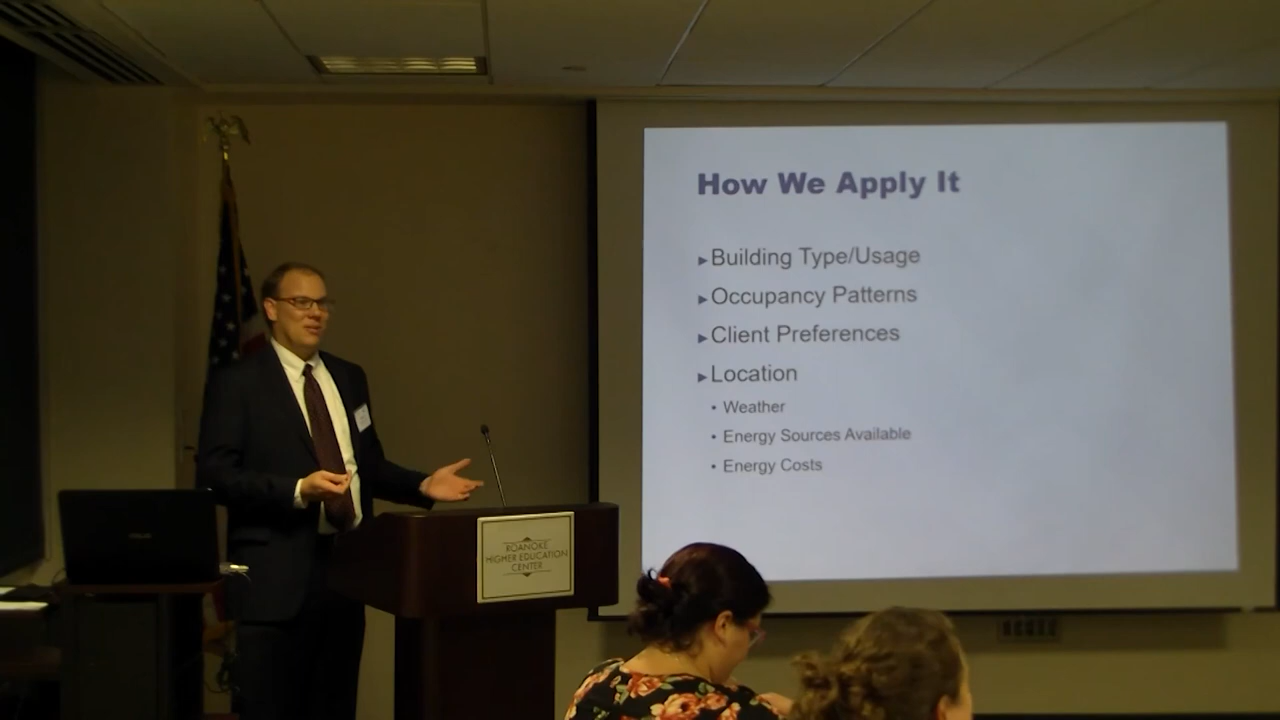 How We Apply It
▸Building Type/Usage
▸Occupancy Patterns
▸Client Preferences
▸Location
• Weather
• Energy Sources Available
• Energy Costs
ROANOKE
HIGHER EDUCATION
CENTER